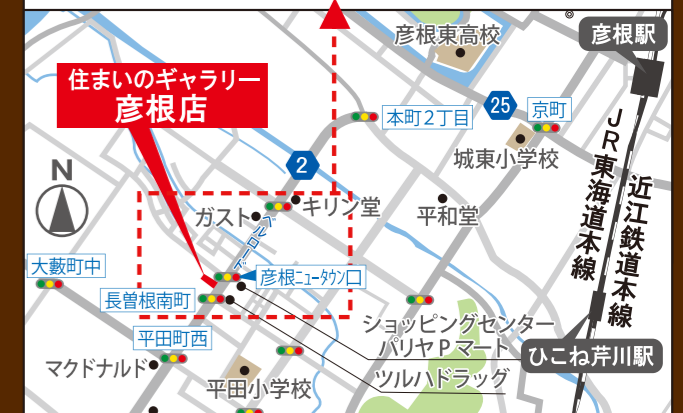 彦根東高校
彦根駅
住まいのギャラリー
彦根店
25
京町
本町2丁目
JR東海道本線
近江鉄道本線
城東小学校
2
N
ガスト
キリン堂
平和堂
ベルロード
大藪町中
彦根ニュータウン口
長曽根南町
ショッピングセンター
パリヤPマート
平田町西
ひこね芹川駅
マクドナルド
ツルハドラッグ
平田小学校